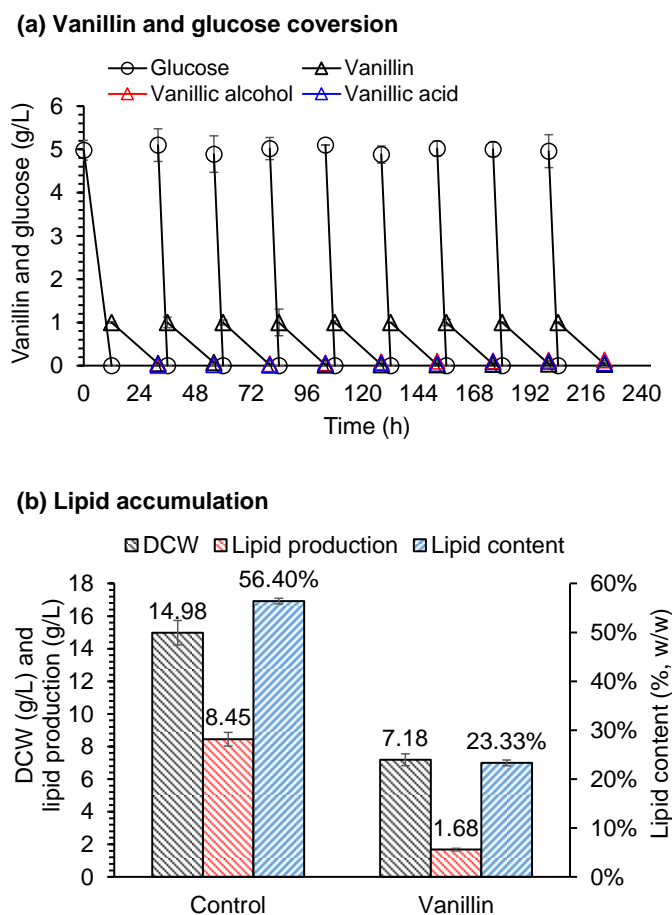 (a) Vanillin and glucose coversion
Glucose Vanillin
Vanillic alcohol Vanillic acid
Vanillin and glucose (g/L)
6
5
4
3
2
1
0
0 24 48 72 96 120 144 168 192 216 240
Time (h)
(b) Lipid accumulation
DCW Lipid production Lipid content
DCW (g/L) and
lipid production (g/L)
18
16
14
12
10
8
6
4
2
0
14.98
8.45
56.40%
7.18
1.68
23.33%
60%
50%
40%
30%
20%
10%
0%
Lipid content (%, w/w)
Control Vanillin